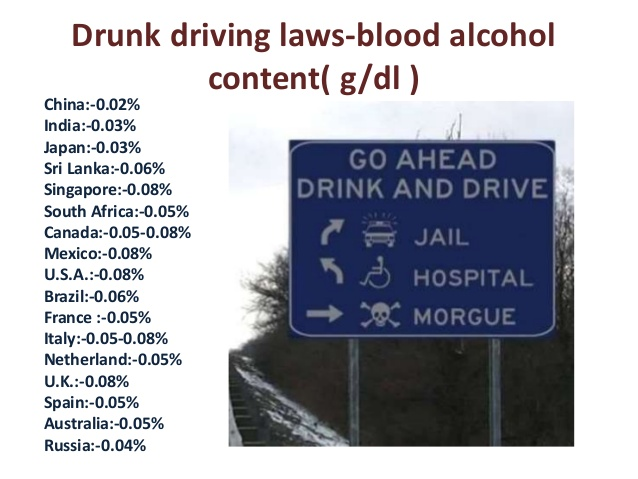 Drunk driving laws-blood alcohol
content( g/dl )
China:-0.02%
India:-0.03%
Japan:-0.03%
Sri Lanka:-0.06%
Singapore:-0.08%
South Africa:-0.05%
Canada:-0.05-0.08%
Mexico:-0.08%
U.S.A.:-0.08%
Brazil:-0.06%
France :-0.05%
Italy:-0.05-0.08%
Netherland:-0.05%
U.K.:-0.08%
Spain:-0.05%
Australia:-0.05%
Russia:-0.04%
GO AHEAD
DRINK AND DRIVE
JAIL
HOSPITAL
MORGUE